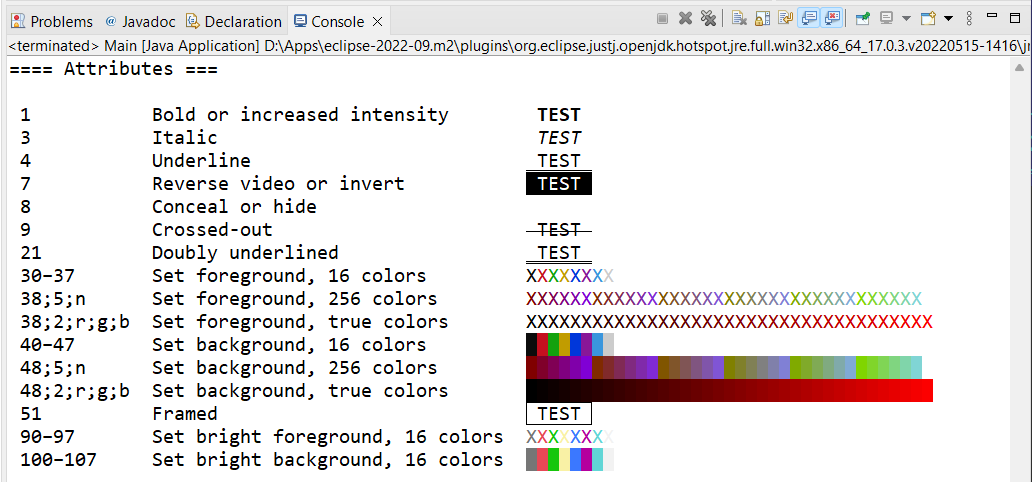 Problems @ Javadoc Declaration Console
<terminated> Main [Java Application] D:\Apps\eclipse-2022-09.m2\plugins\org.eclipse.justj.openjdk.hotspot.jre.full.win32.x86_64_17.0.3.v20220515-1416\jr
==== Attributes ===
1 Bold or increased intensity TEST
3 Italic TEST
4 Underline TEST
7 Reverse video or invert TEST
8 Conceal or hide
9 Crossed-out TEST
21 Doubly underlined TEST
30-37 Set foreground, 16 colors XXXXXXXX
38;5;n Set foreground, 256 colors XXXXXXXXXXXXXXXXXXXXXXXXXXXXXXXXXXXX
38;2;r;g;b Set foreground, true colors XXXXXXXXXXXXXXXXXXXXXXXXXXXXXXXXXXXXX
40-47 Set background, 16 colors
48;5;n Set background, 256 colors
48;2;r;g;b Set background, true colors
51 Framed TEST
90-97 Set bright foreground, 16 colors XXXXXXXX
100-107 Set bright background, 16 colors